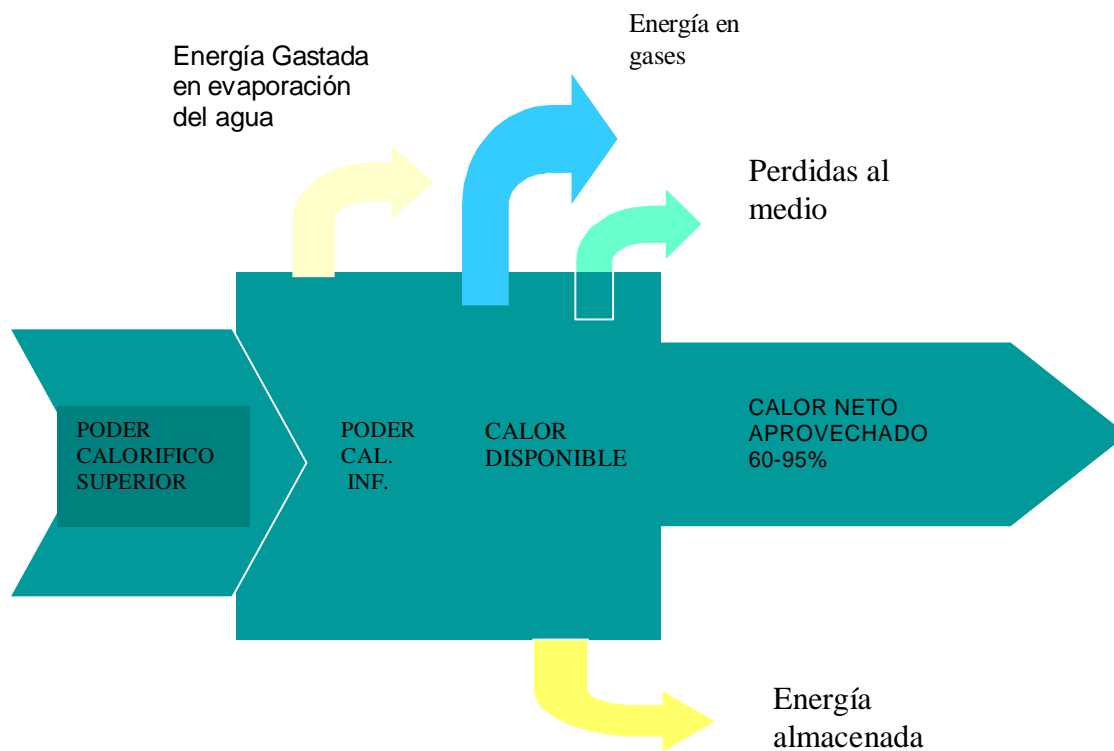 Energía en
gases
Energía Gastada
en evaporación
del agua
Perdidas al
medio
PODER
CALORIFICO
SUPERIOR
PODER
CAL.
INF.
CALOR
DISPONIBLE
CALOR NETO
APROVECHADO
60-95%
Energía
almacenada